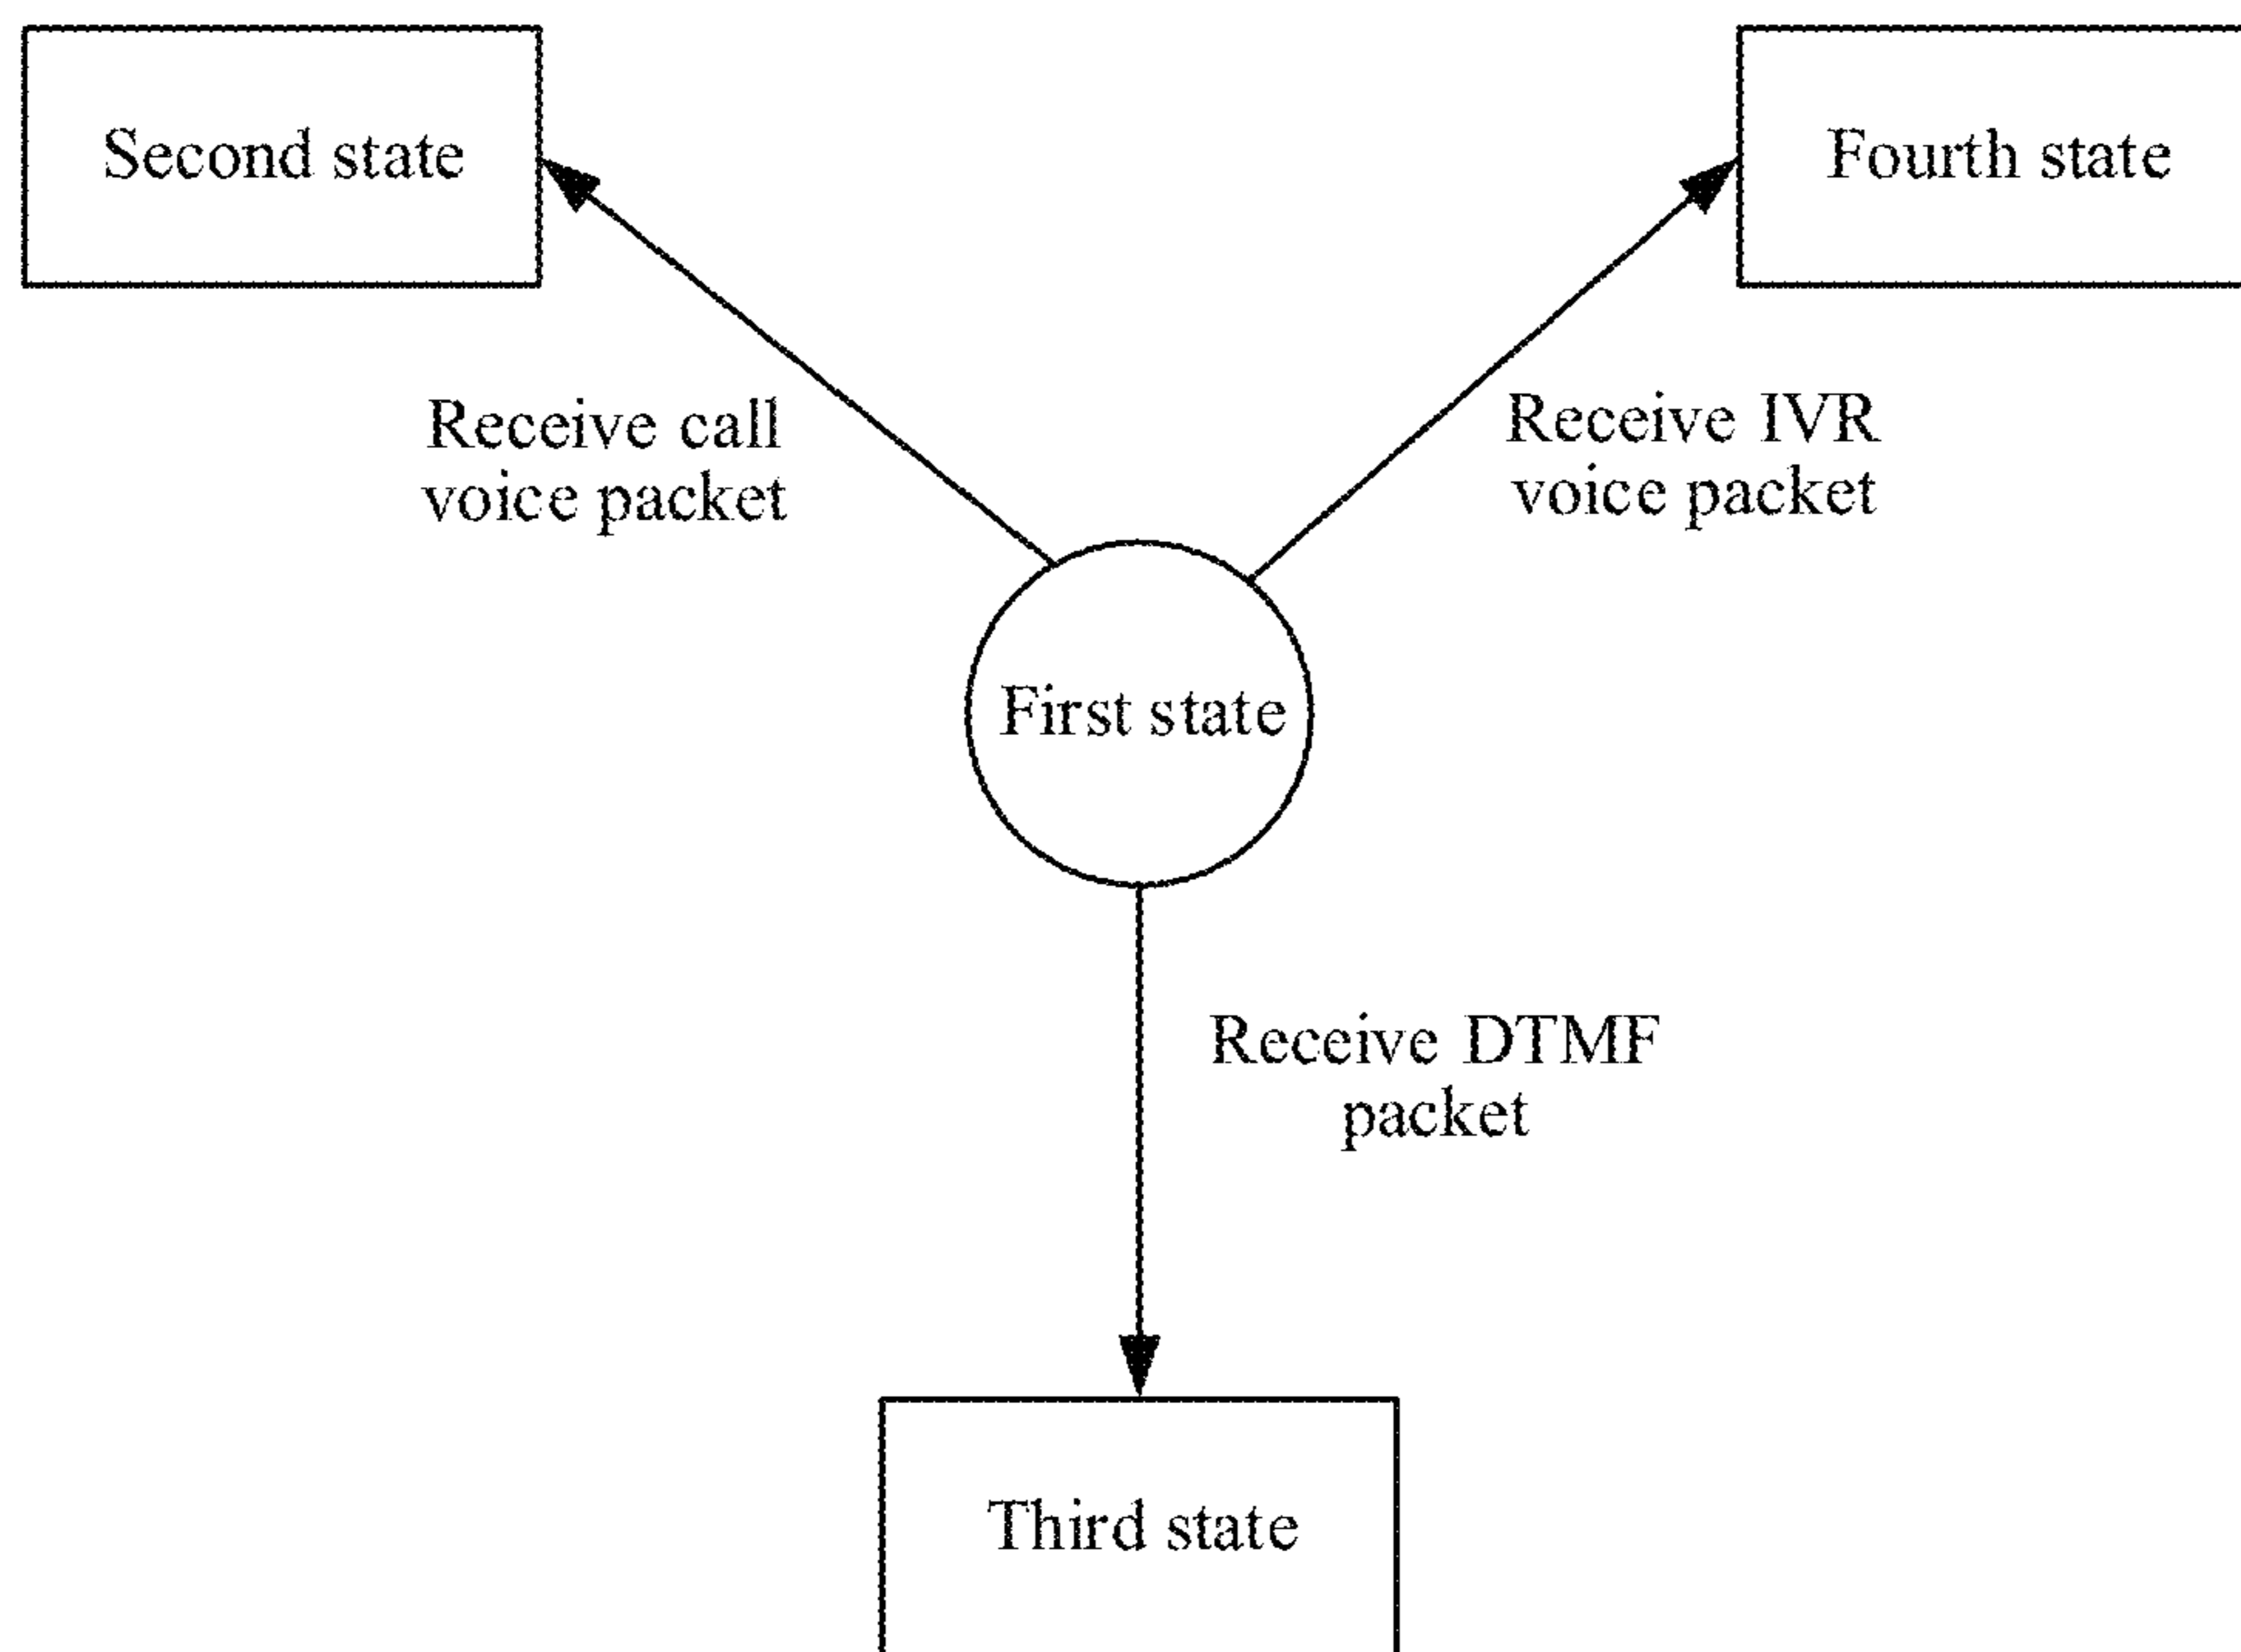 Second state
Fourth state
Receive call
voice packet
Receive IVR
voice packet
First state
Receive DTMF
packet
Third state